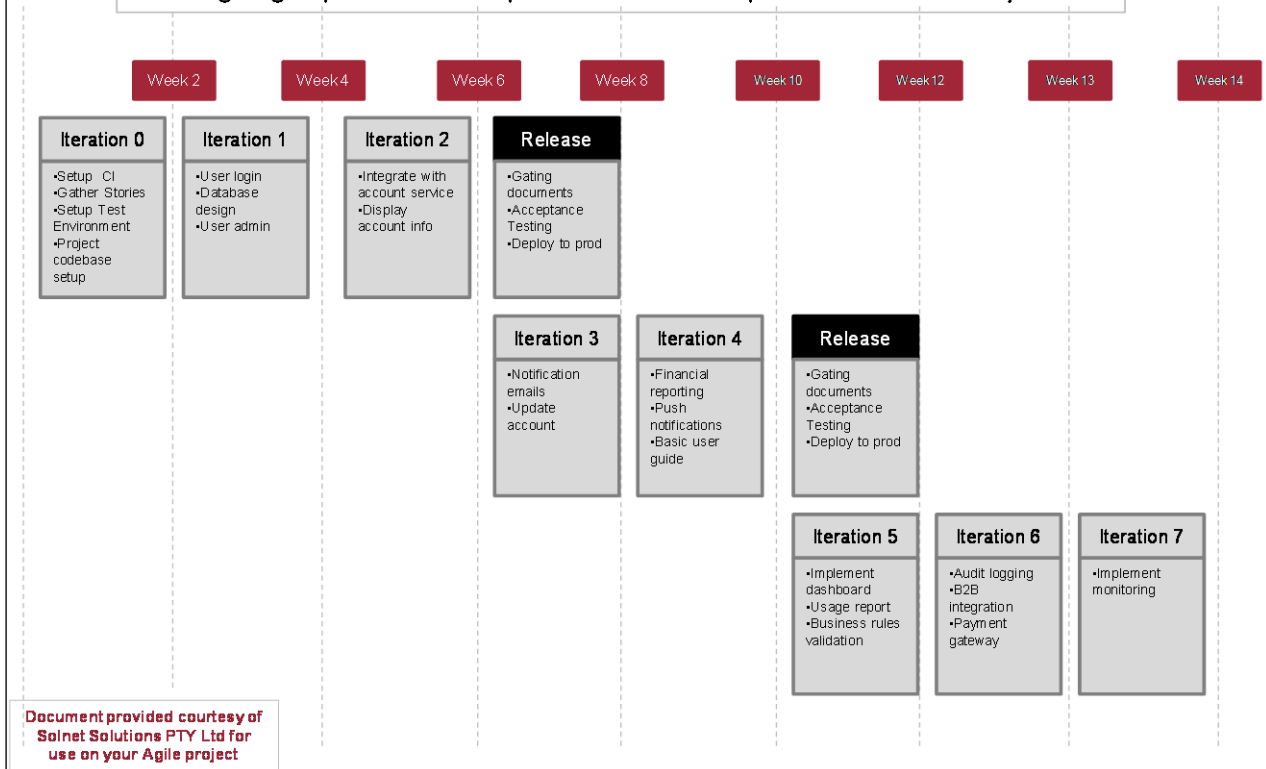 Week 2
Week 4
Week 6
Week 8
Week 10
Week 12
Week 13
Week 14
Iteration 0
▪Setup CI
▪Gather Stories
▪Setup Test
Environment
▪Project
codebase
setup
Iteration 1
▪User login
▪Database
design
▪User admin
Iteration 2
▪Integrate with
account service
▪Display
account info
Release
▪Gating
documents
▪Acceptance
Testing
▪Deploy to prod
Iteration 3
▪Notification
emails
▪Update
account
Iteration 4
▪Financial
reporting
▪Push
notifications
▪Basic user
guide
Release
▪Gating
documents
▪Acceptance
Testing
▪Deploy to prod
Iteration 5
▪Implement
dashboard
▪Usage report
▪Business rules
validation
Iteration 6
▪Audit logging
▪B2B
integration
▪Payment
gateway
Iteration 7
▪Implement
monitoring
Document provided courtesy of
Solnet Solutions PTY Ltd for
use on your Agile project